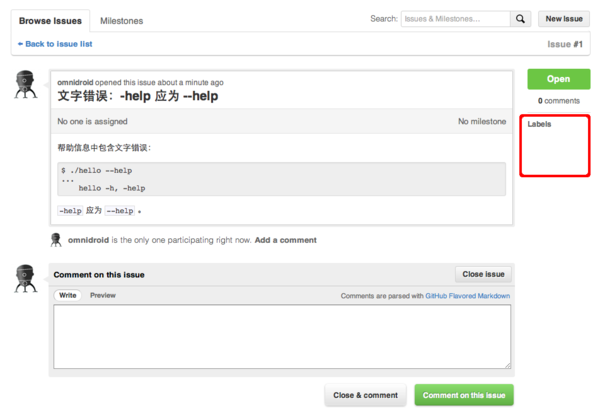 Browse Issues
Milestones
Search:
Issues & Milestones...
New Issue
Back to issue list
Issue #1
omnidroid opened this issue about a minute ago
文字错误：-help 应为 --help
Open
0 comments
No one is assigned
No milestone
Labels
帮助信息中包含文字错误：
$ ./hello --help
...
hello -h, -help
-help 应为 --help 。
omnidroid is the only one participating right now. Add a comment
Comment on this issue
Close issue
Write
Preview
Comments are parsed with GitHub Flavored Markdown
Close & comment
Comment on this issue